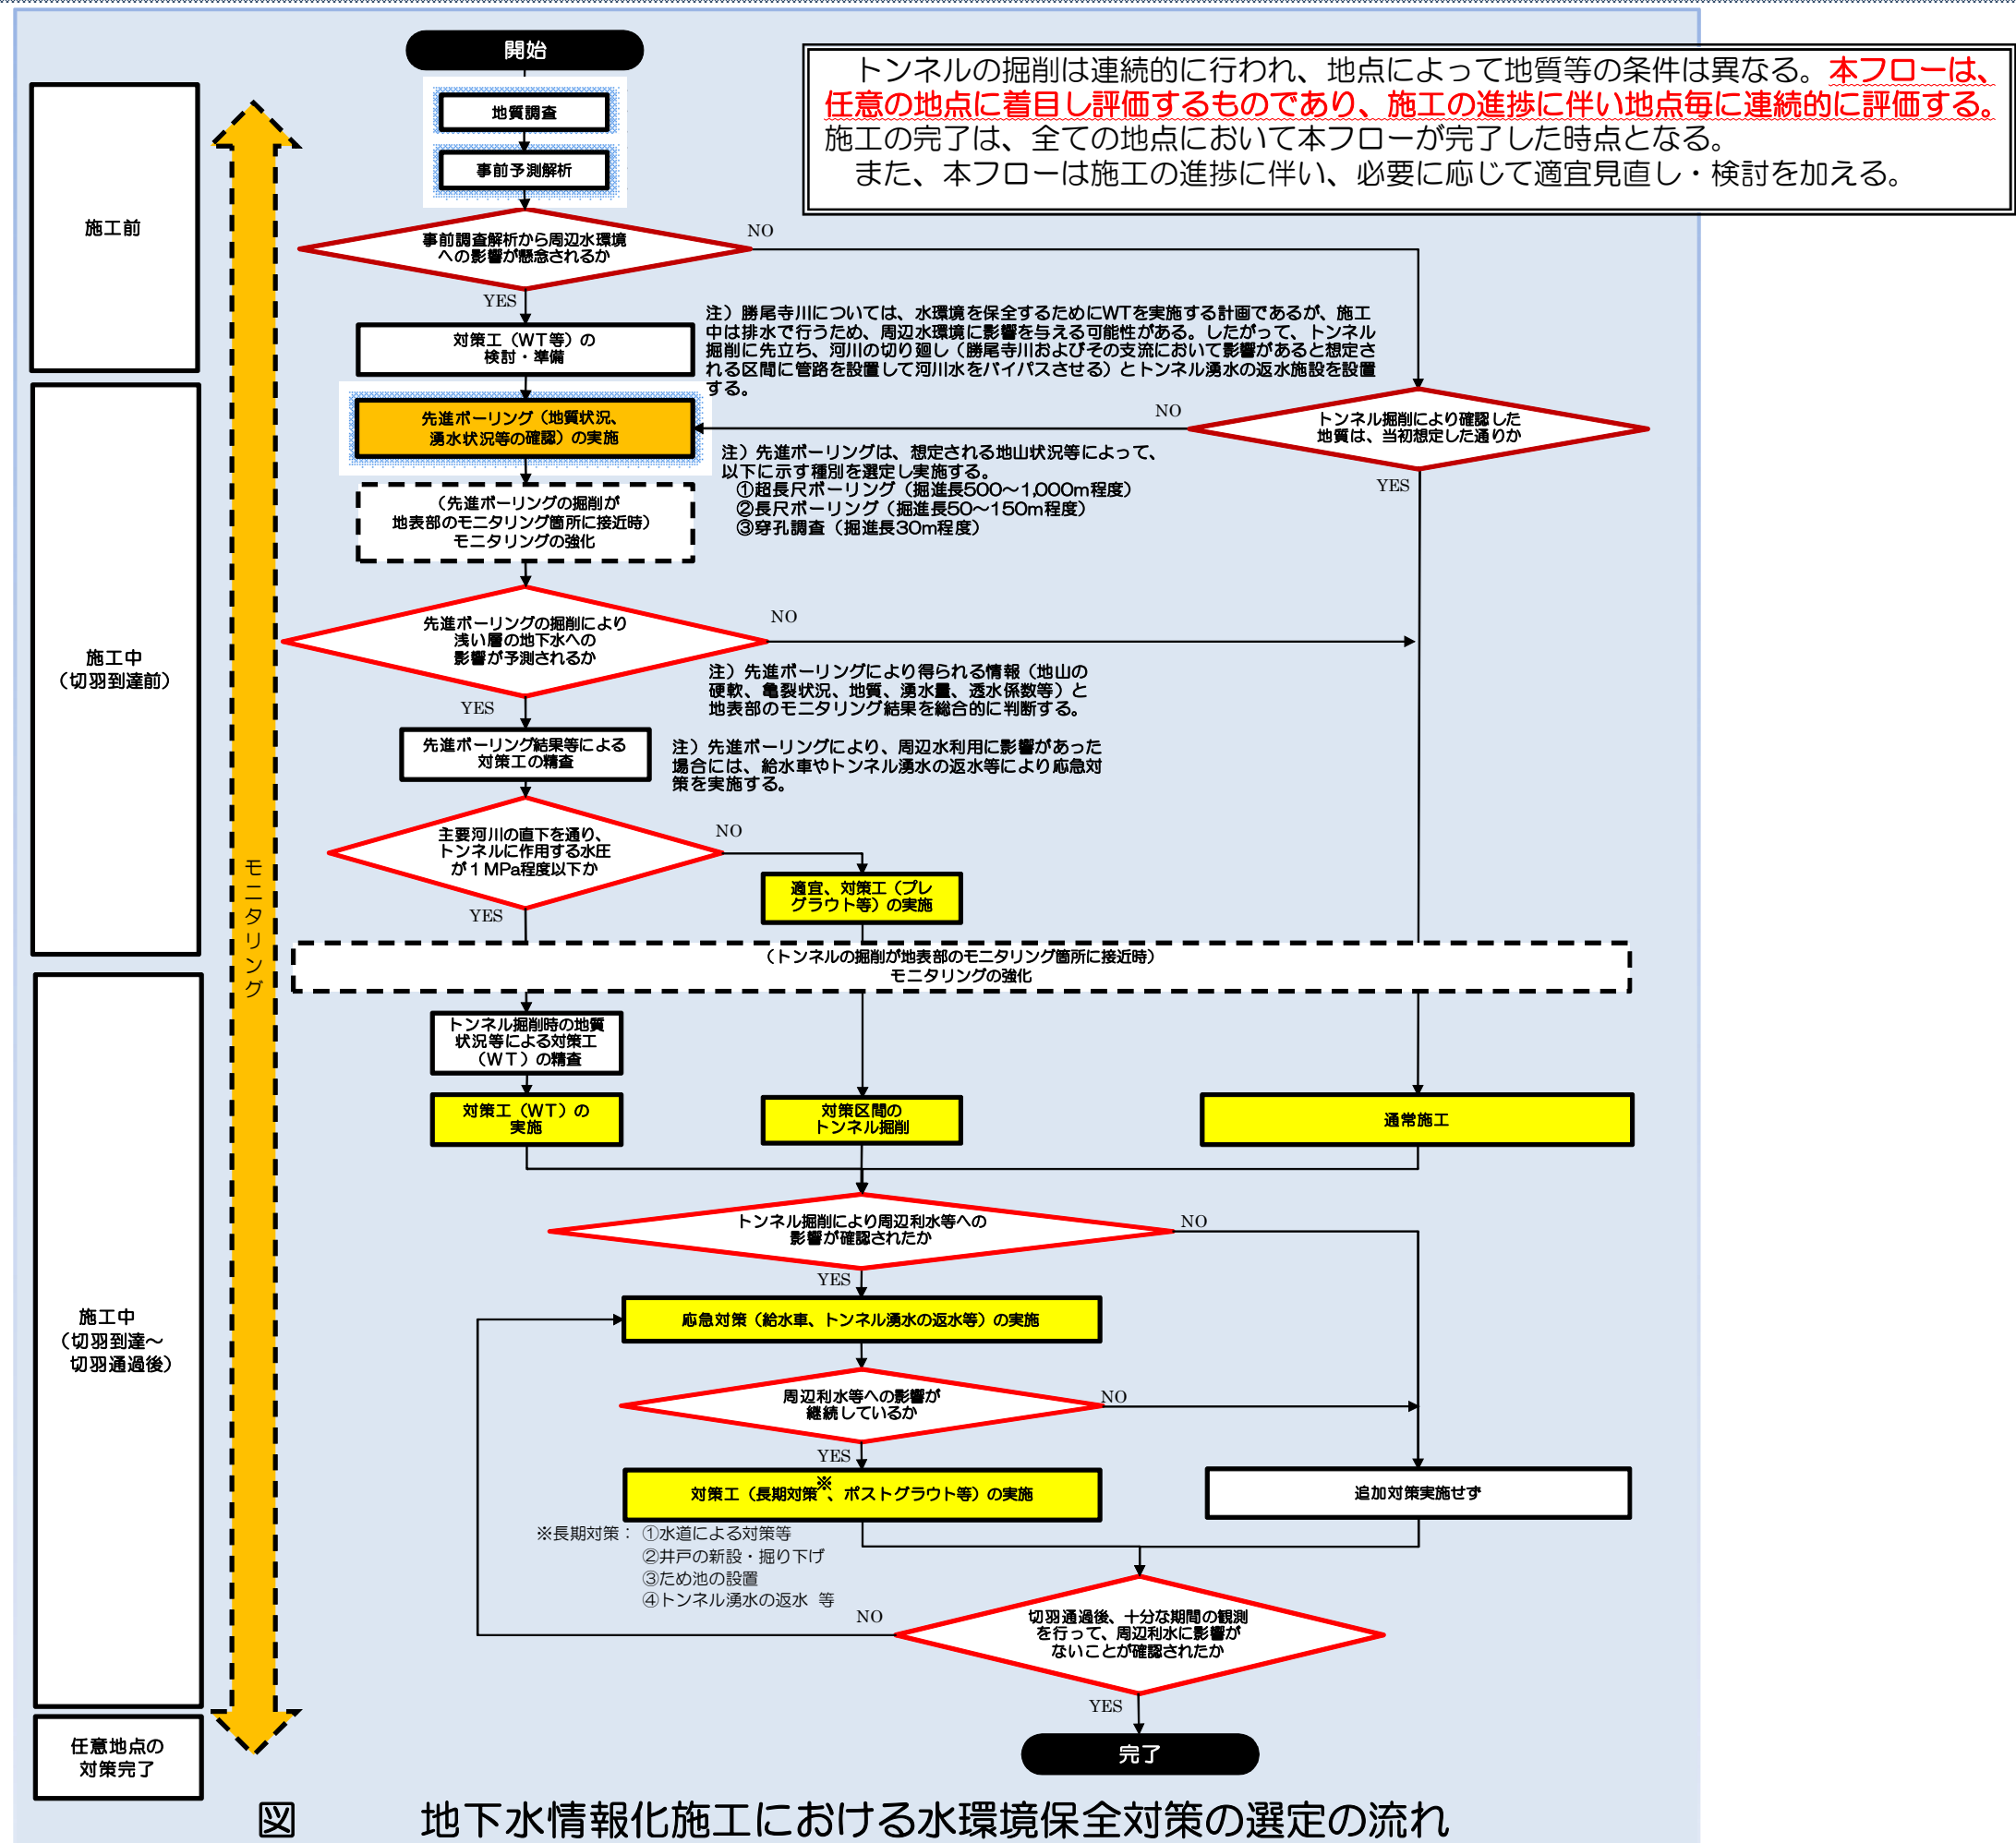 開始
トンネルの掘削は連続的に行われ、地点によって地質等の条件は異なる。本フローは、
任意の地点に着目し評価するものであり、施工の進捗に伴い地点毎に連続的に評価する。
施工の完了は、全ての地点において本フローが完了した時点となる。
また、本フローは施工の進捗に伴い、必要に応じて適宜見直し・検討を加える。
地質調査
事前予測解析
施工前
事前調査解析から周辺水環境
への影響が懸念されるか
NO
YES
対策工（WT等）の
検討・準備
注）勝尾寺川については、水環境を保全するためにWTを実施する計画であるが、施工
中は排水で行うため、周辺水環境に影響を与える可能性がある。したがって、トンネル
掘削に先立ち、河川の切り廻し（勝尾寺川およびその支流において影響があると想定さ
れる区間に管路を設置して河川水をバイパスさせる）とトンネル湧水の返水施設を設置
する。
先進ボーリング（地質状況、
湧水状況等の確認）の実施
NO
トンネル掘削により確認した
地質は、当初想定した通りか
YES
注）先進ボーリングは、想定される地山状況等によって、
以下に示す種別を選定し実施する。
①超長尺ボーリング（掘進長500～1,000m程度）
②長尺ボーリング（掘進長50～150m程度）
③穿孔調査（掘進長30m程度）
（先進ボーリングの掘削が
地表部のモニタリング箇所に接近時）
モニタリングの強化
施工中
（切羽到達前）
先進ボーリングの掘削により
浅い層の地下水への
影響が予測されるか
NO
YES
注）先進ボーリングにより得られる情報（地山の
硬軟、亀裂状況、地質、湧水量、透水係数等）と
地表部のモニタリング結果を総合的に判断する。
先進ボーリング結果等による
対策工の精査
注）先進ボーリングにより、周辺水利用に影響があった
場合には、給水車やトンネル湧水の返水等により応急対
策を実施する。
主要河川の直下を通り、
トンネルに作用する水圧
が１MPa程度以下か
NO
YES
適宜、対策工（プレ
グラウト等）の実施
モニタリング
（トンネルの掘削が地表部のモニタリング箇所に接近時）
モニタリングの強化
トンネル掘削時の地質
状況等による対策工
（WT）の精査
対策工（WT）の
実施
対策区間の
トンネル掘削
通常施工
トンネル掘削により周辺利水等への
影響が確認されたか
NO
YES
施工中
（切羽到達～
切羽通過後）
応急対策（給水車、トンネル湧水の返水等）の実施
周辺利水等への影響が
継続しているか
NO
YES
対策工（長期対策※、ポストグラウト等）の実施
追加対策実施せず
※長期対策： ①水道による対策等
②井戸の新設・掘り下げ
③ため池の設置
④トンネル湧水の返水 等
NO
切羽通過後、十分な期間の観測
を行って、周辺利水に影響が
ないことが確認されたか
YES
任意地点の
対策完了
完了
図 地下水情報化施工における水環境保全対策の選定の流れ